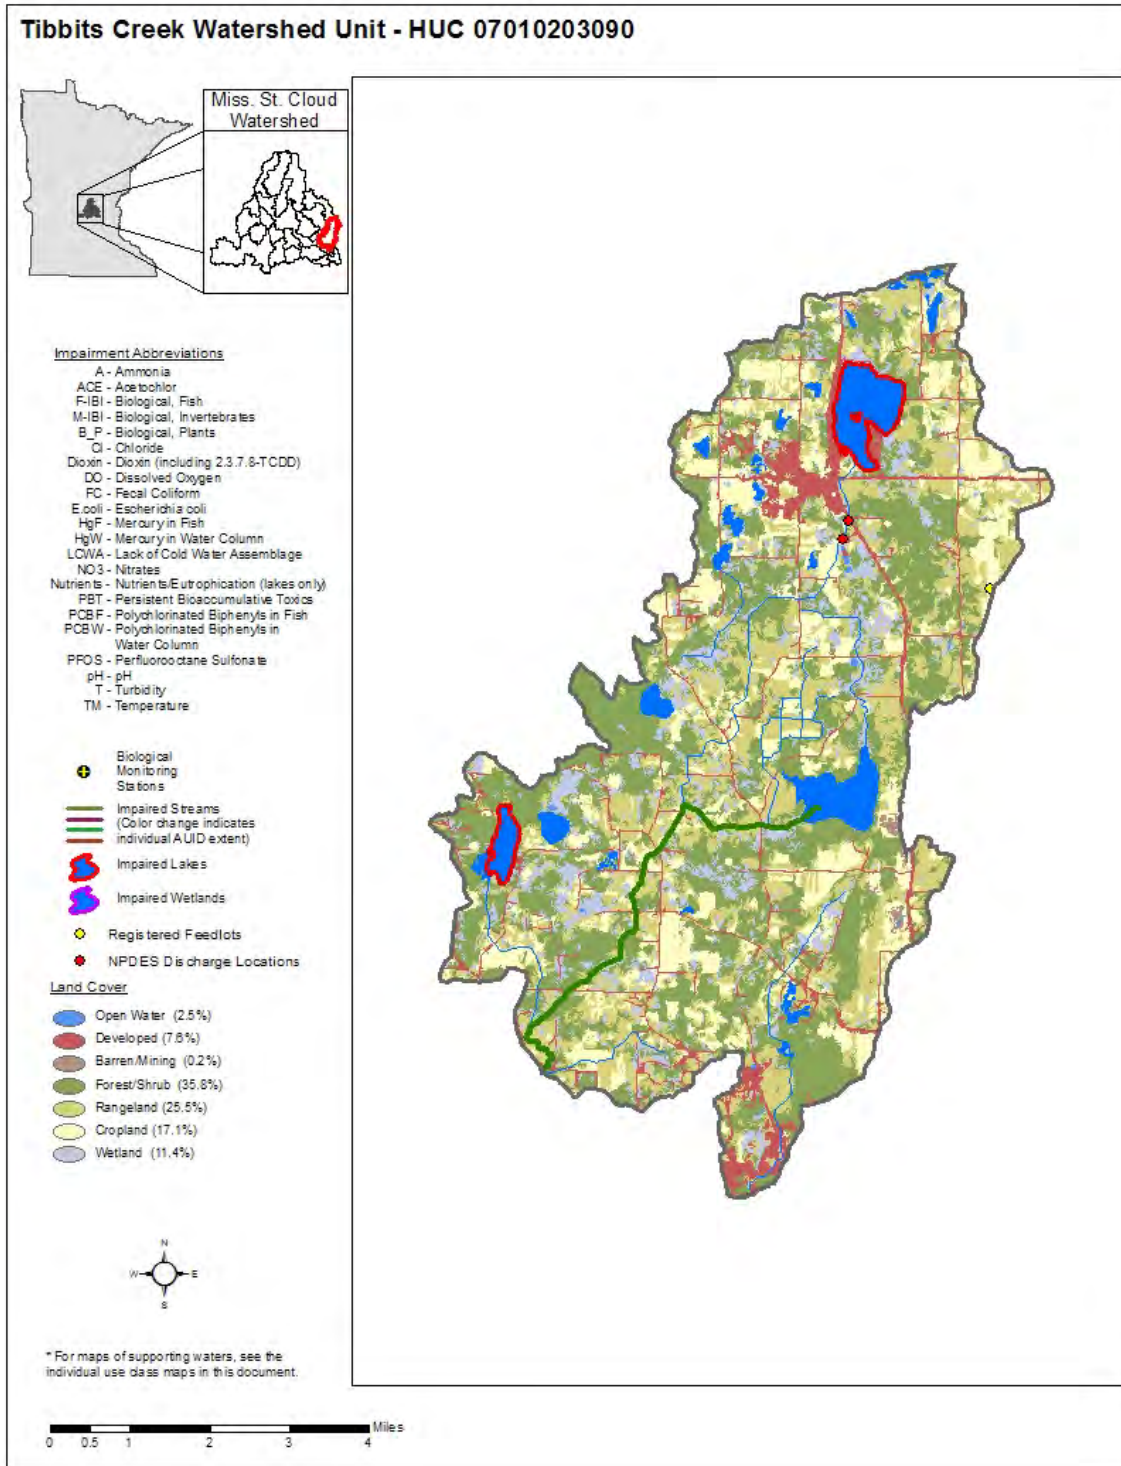 Tibbits Creek Watershed Unit - HUC 07010203090
Miss. St. Cloud
Watershed
Impairment Abbreviations
A - Ammonia
ACE - Acetochlor
F-IBI - Biological, Fish
M-IBI - Biological, Invertebrates
B_P - Biological, Plants
Cl - Chloride
Dioxin - Dioxin (including 2.3.7.8-TCDD)
DO - Dissolved Oxygen
FC - Fecal Coliform
E.coli - Escherichia coli
HgF - Mercury in Fish
HgW - Mercury in Water Column
LCWA - Lack of Cold Water Assemblage
NO3 - Nitrates
Nutrients - Nutrients/Eutrophication (lakes only)
PBT - Persistent Bioaccumulative Toxics
PCBF - Polychlorinated Biphenyls in Fish
PCBW - Polychlorinated Biphenyls in
Water Column
PFOS - Perfluorooctane Sulfonate
pH - pH
T - Turbidity
TM - Temperature
Biological
Monitoring
Stations
Impaired Streams
(Color change indicates
individual AUID extent)
Impaired Lakes
Impaired Wetlands
Registered Feedlots
NPDES Discharge Locations
Land Cover
Open Water (2.5%)
Developed (7.6%)
Barren/Mining (0.2%)
Forest/Shrub (35.8%)
Rangeland (25.5%)
Cropland (17.1%)
Wetland (11.4%)
N
W E
S
* For maps of supporting waters, see the
individual use class maps in this document.
Miles
0 0.5 1 2 3 4